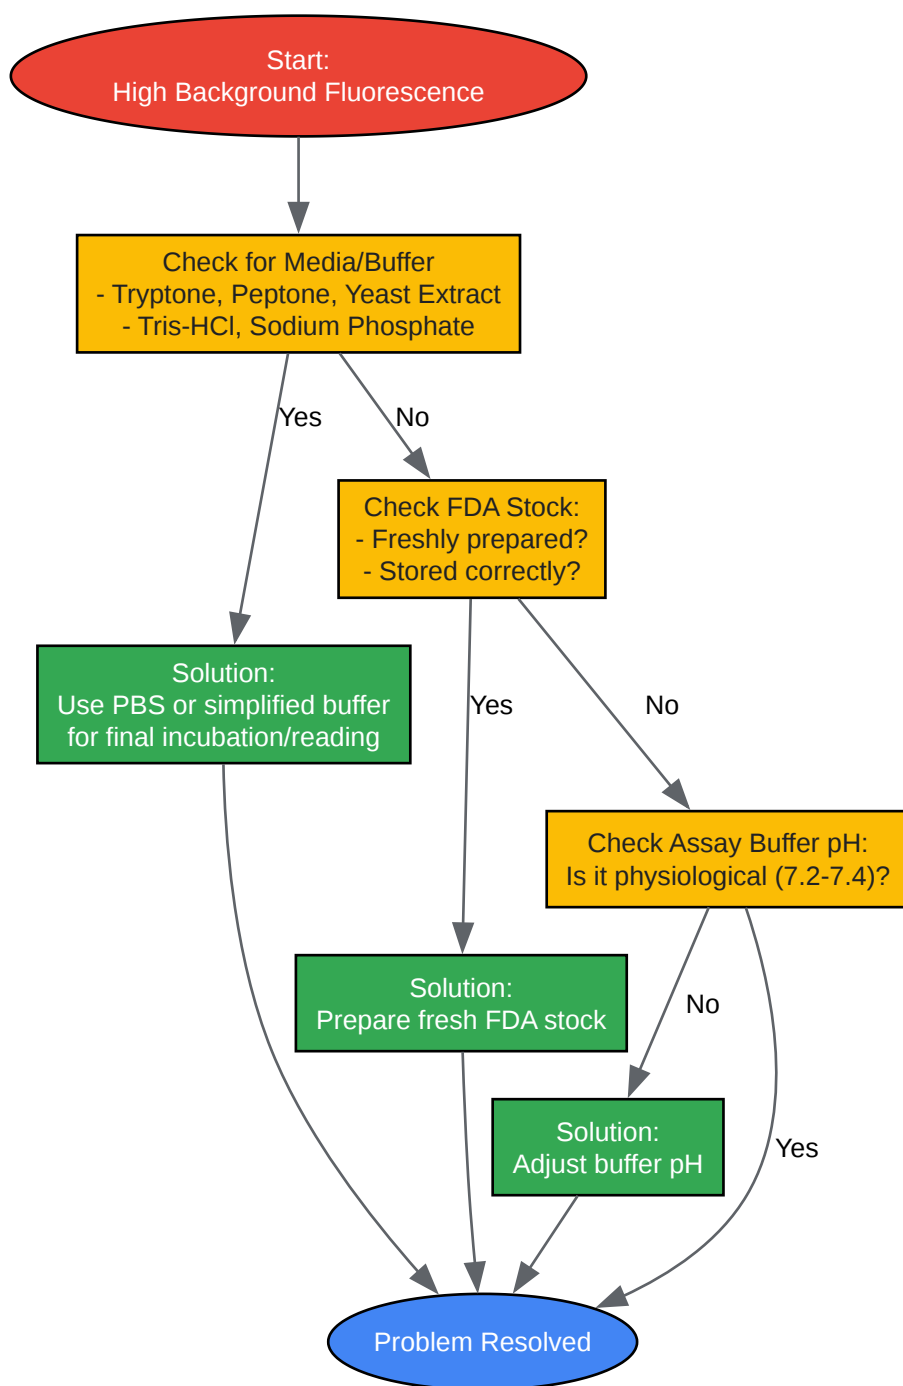 Start:
High Background Fluorescence
Check for Media/Buffer
- Tryptone, Peptone, Yeast Extract
- Tris-HCl, Sodium Phosphate
Yes
No
Check FDA Stock:
- Freshly prepared?
- Stored correctly?
Solution:
Use PBS or simplified buffer
for final incubation/reading
Yes
No
Check Assay Buffer pH:
Is it physiological (7.2-7.4)?
Solution:
Prepare fresh FDA stock
No
Solution:
Adjust buffer pH
Yes
Problem Resolved